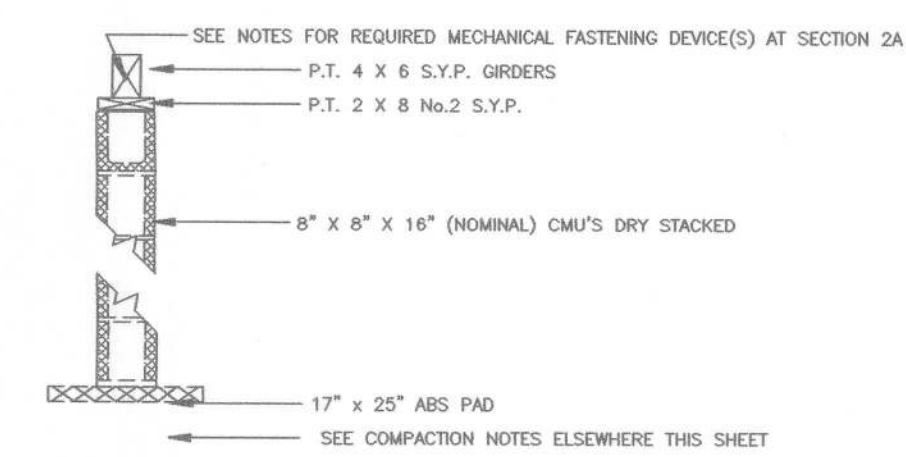 SEE NOTES FOR REQUIRED MECHANICAL FASTENING DEVICE(S) AT SECTION 2A
P.T. 4 X 6 S.Y.P. GIRDERS
P.T. 2 X 8 No.2 S.Y.P.
8" X 8" X 16" (NOMINAL) CMU'S DRY STACKED
17" x 25" ABS PAD
SEE COMPACTION NOTES ELSEWHERE THIS SHEET